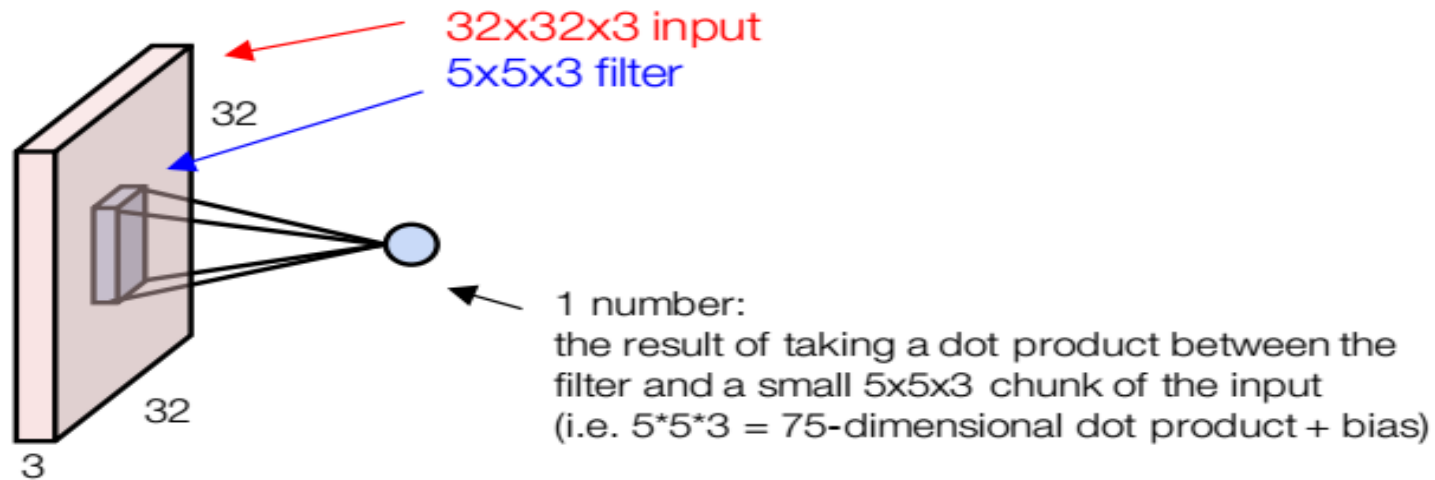 32x32x3 input
5x5x3 filter
32
32
3
1 number:
the result of taking a dot product between the
filter and a small 5x5x3 chunk of the input
(i.e. 5*5*3 = 75-dimensional dot product + bias)